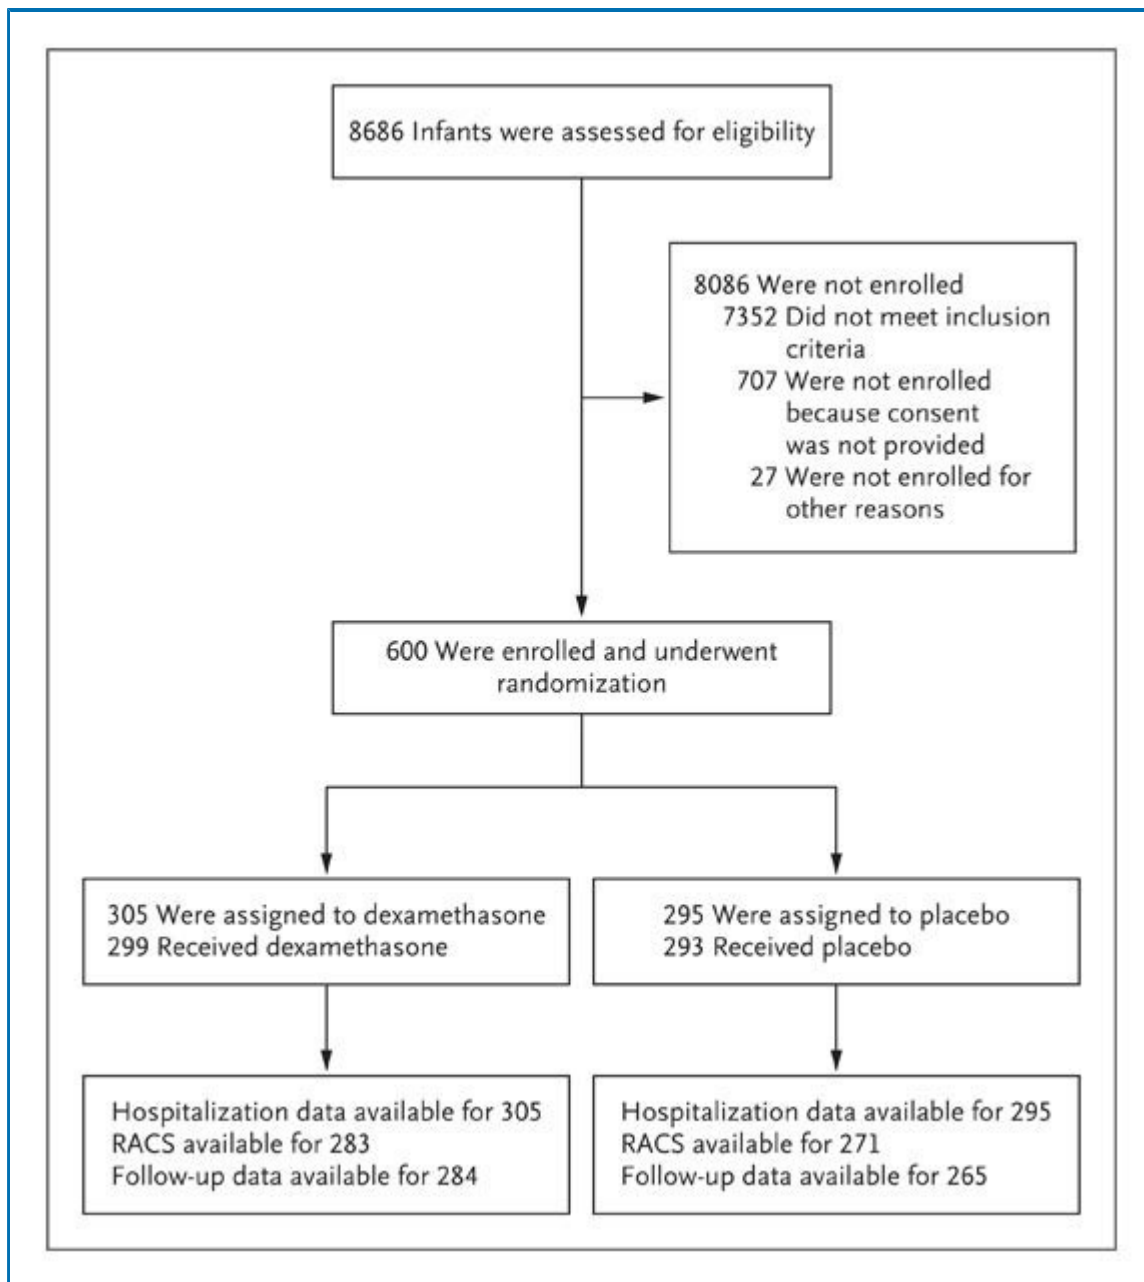 8686 Infants were assessed for eligibility
8086 Were not enrolled
7352 Did not meet inclusion
criteria
707 Were not enrolled
because consent
was not provided
27 Were not enrolled for
other reasons
600 Were enrolled and underwent
randomization
305 Were assigned to dexamethasone
299 Received dexamethasone
295 Were assigned to placebo
293 Received placebo
Hospitalization data available for 305
RACS available for 283
Follow-up data available for 284
Hospitalization data available for 295
RACS available for 271
Follow-up data available for 265